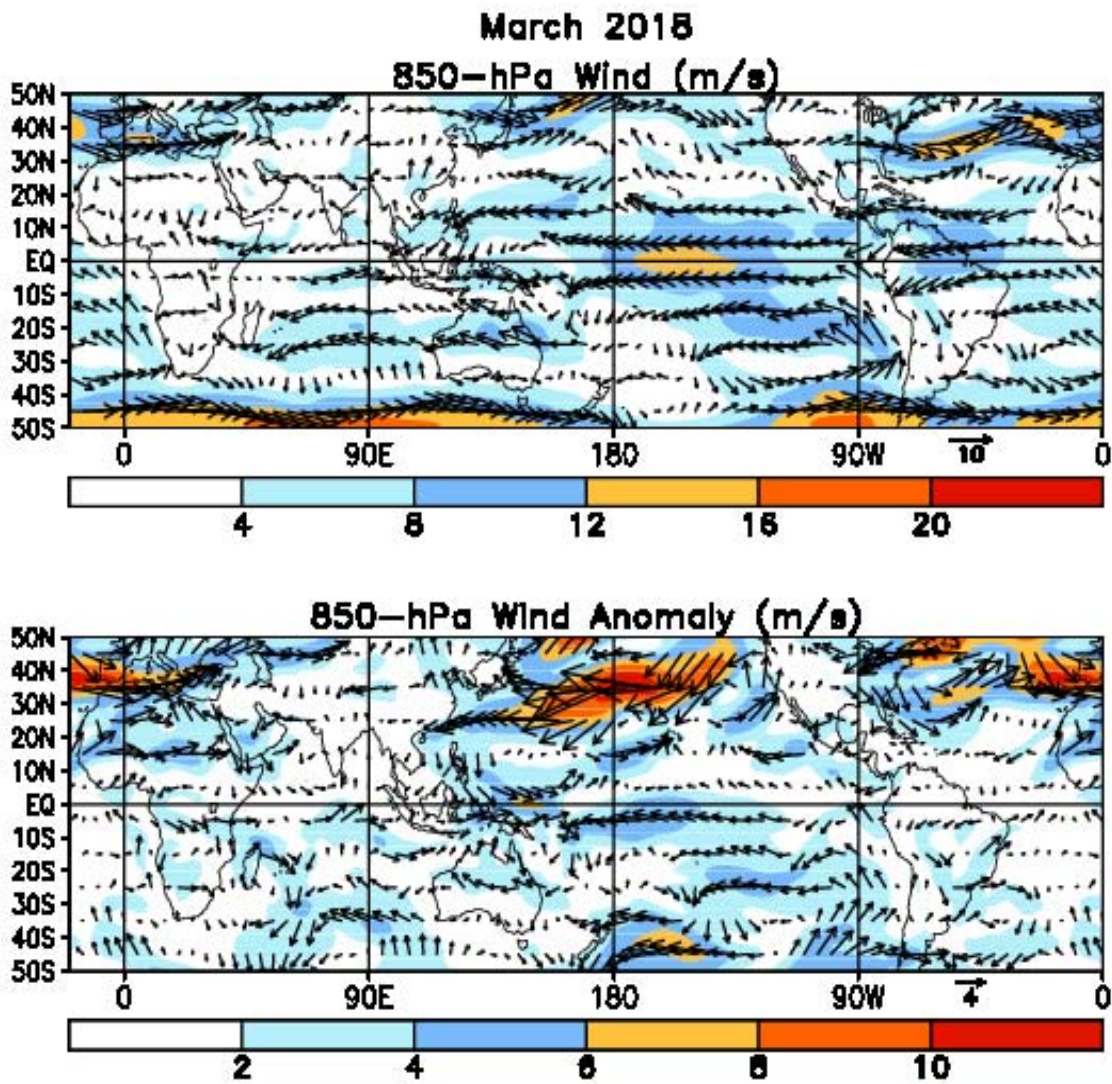 March 2018
850-hPa Wind (m/s)
50N
40N
30N
20N
10N
EQ
10S
20S
30S
40S
50S
0 90E 180 90W 10 0
4 8 12 16 20
850-hPa Wind Anomaly (m/s)
50N
40N
30N
20N
10N
EQ
10S
20S
30S
40S
50S
0 90E 180 90W 4 0
2 4 6 8 10